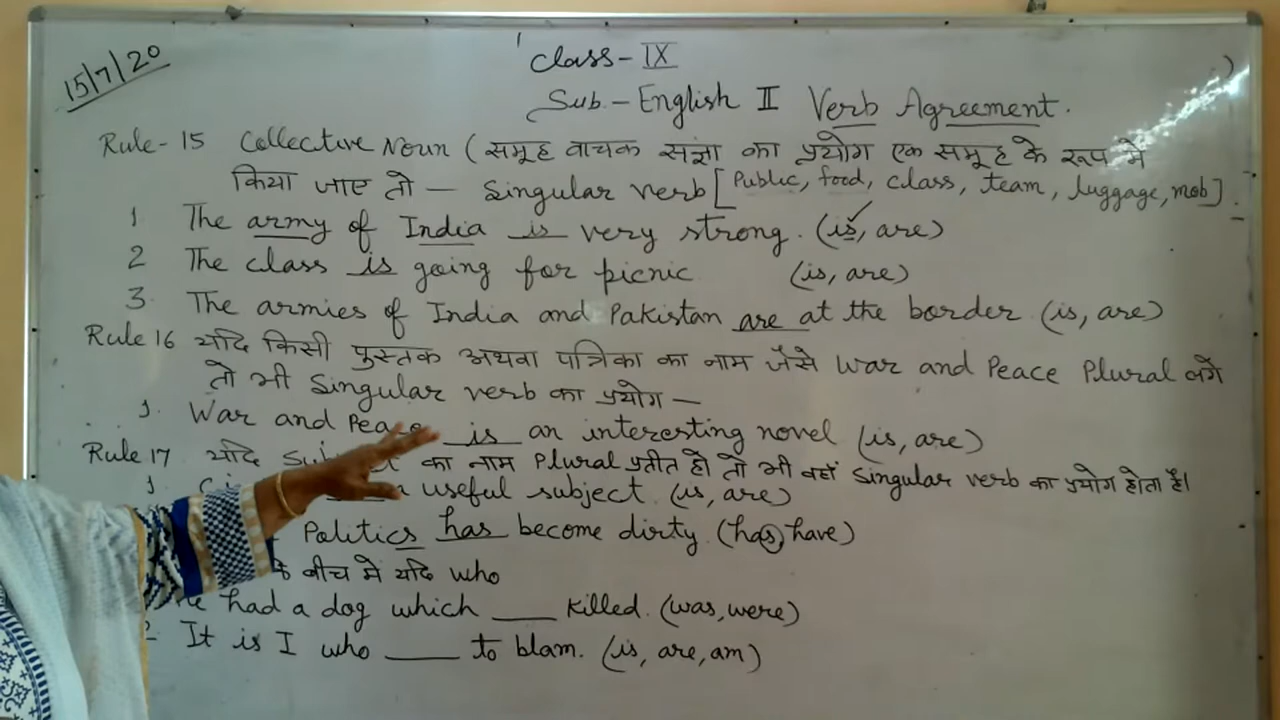 15/7/20
Class - IX
Sub. - English II Verb Agreement.
Rule - 15 Collective Noun (समूह वाचक संज्ञा का प्रयोग एक समूह के रूप में
किया जाए तो — Singular verb [Public, food, class, team, luggage, mob].
1 The army of India is very strong. (is, are)
2 The class is going for picnic (is, are)
3. The armies of India and Pakistan are at the border (is, are)
Rule 16 यदि किसी पुस्तक अथवा पत्रिका का नाम जैसे War and Peace Plural लगे
तो भी Singular verb का प्रयोग —
1. War and Peace is an interesting novel (is, are)
Rule 17 यदि का नाम Plural प्रतीत हो तो भी वहां Singular verb का प्रयोग होता है।
1 useful subject. (is, are)
Politics has become dirty (has, have)
के बीच मे यदि who
had a dog which ___ killed. (was, were)
2. It is I who ___ to blam. (is, are, am)